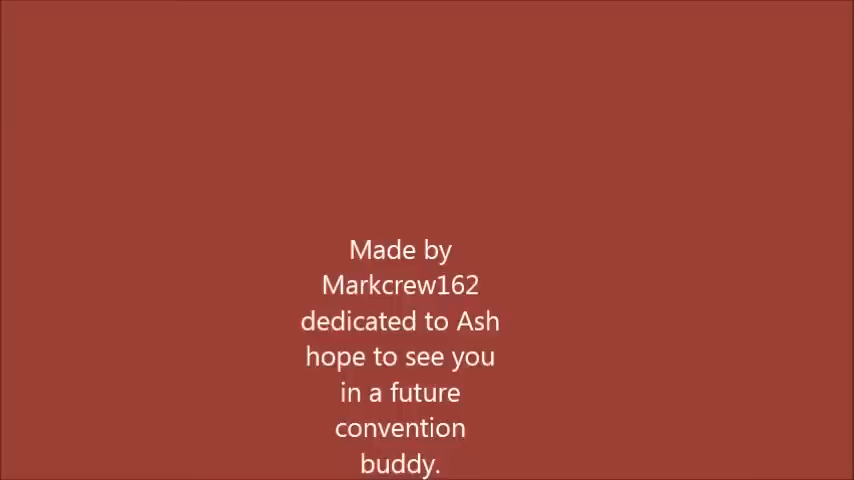 Made by
Markcrew162
dedicated to Ash
hope to see you
in a future
convention
buddy.